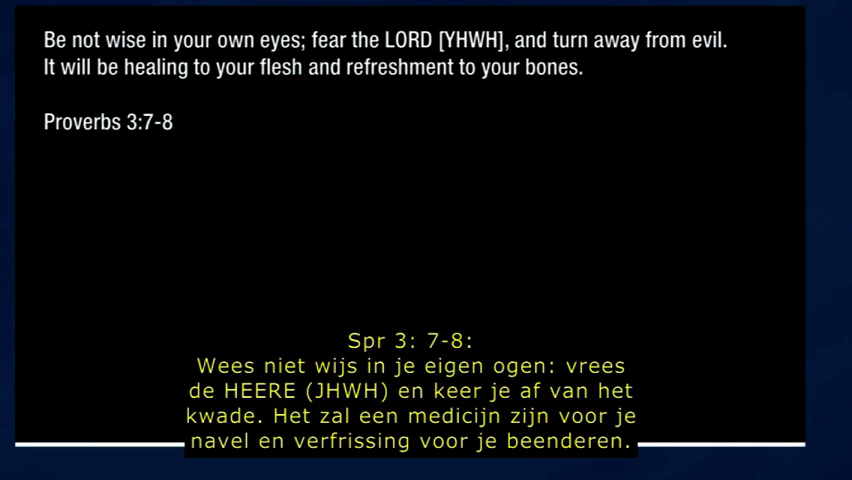 Be not wise in your own eyes; fear the LORD [YHWH], and turn away from evil.
It will be healing to your flesh and refreshment to your bones.
Proverbs 3:7-8
Spr 3: 7-8:
Wees niet wijs in je eigen ogen: vrees
de HEERE (JHWH) en keer je af van het
kwade. Het zal een medicijn zijn voor je
navel en verfrissing voor je beenderen.